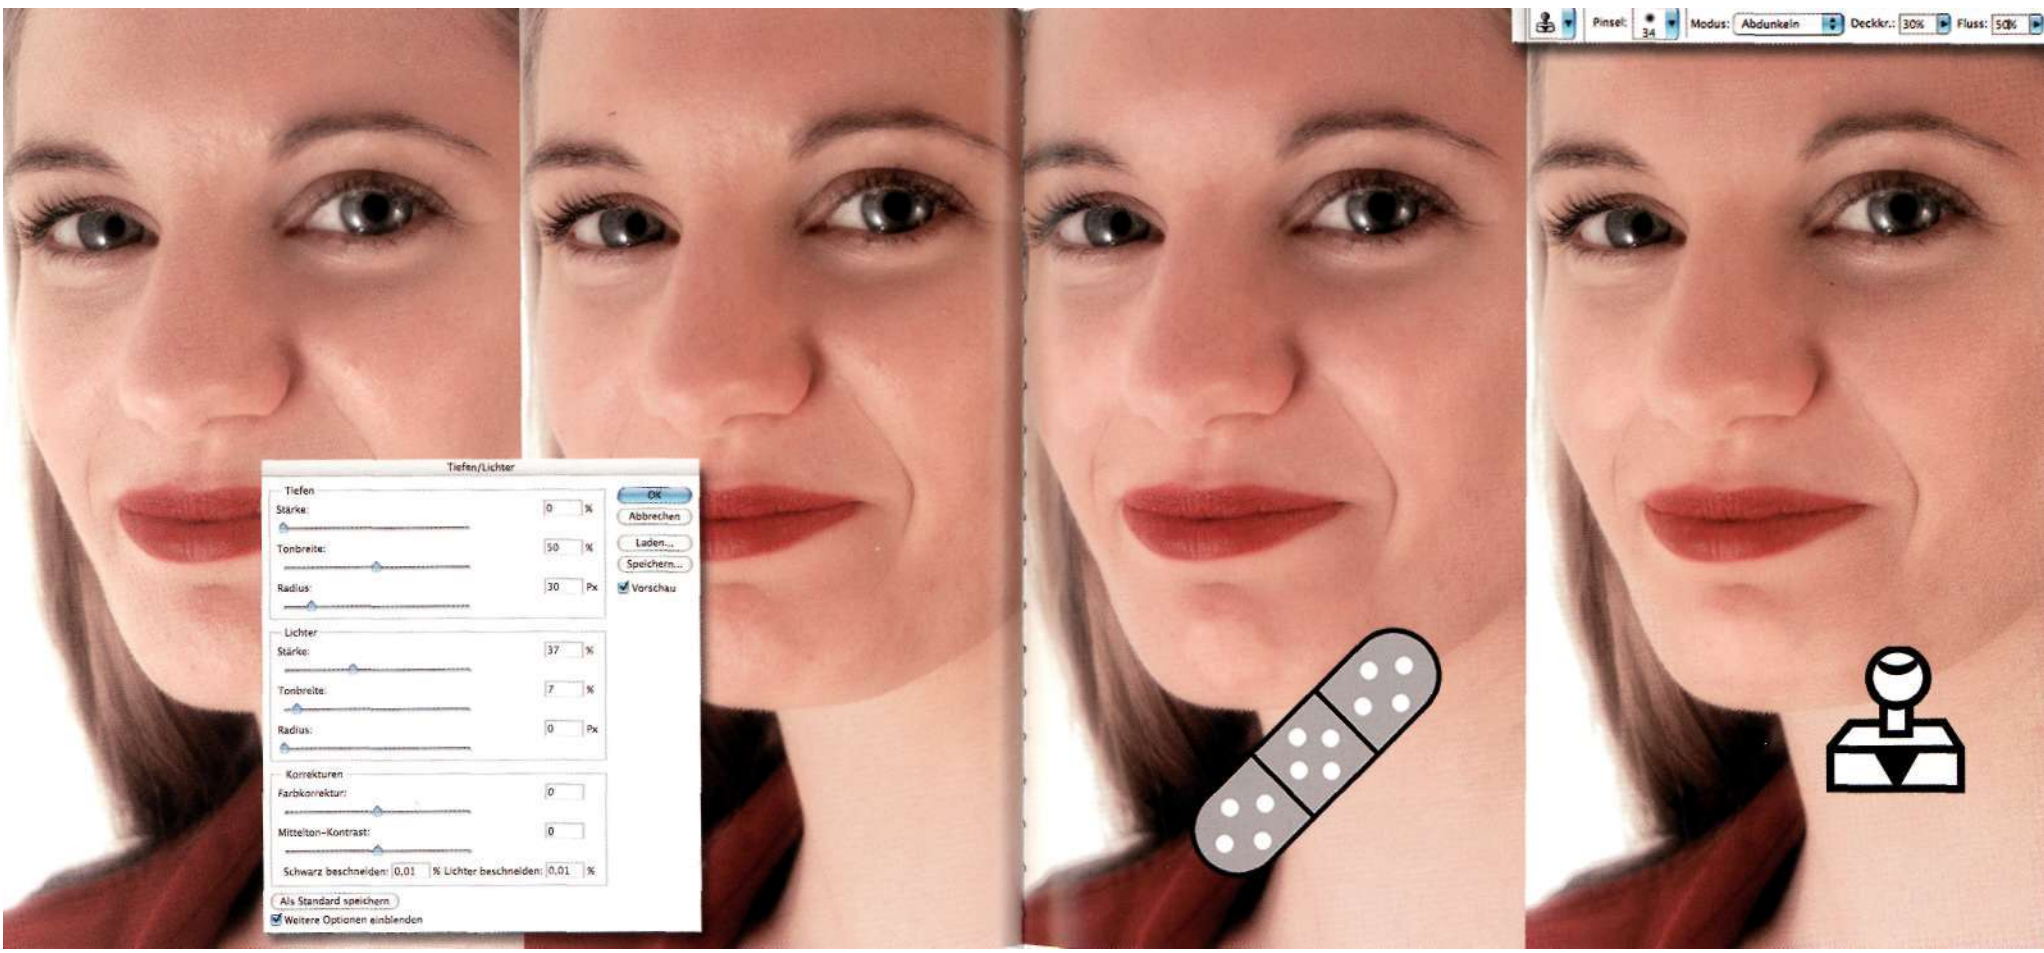 Pinsel: 34 Modus: Abdunkeln Deckkr.: 30% Fluss: 50%
Tiefen/Lichter
Tiefen
Stärke: 0 %
Tonbreite: 50 %
Radius: 30 Px
Lichter
Stärke: 37 %
Tonbreite: 7 %
Radius: 0 Px
Korrekturen
Farbkorrektur: 0
Mittelton-Kontrast: 0
Schwarz beschneiden: 0,01 % Lichter beschneiden: 0,01 %
Als Standard speichern
Weitere Optionen einblenden
OK
Abbrechen
Laden...
Speichern...
Vorschau